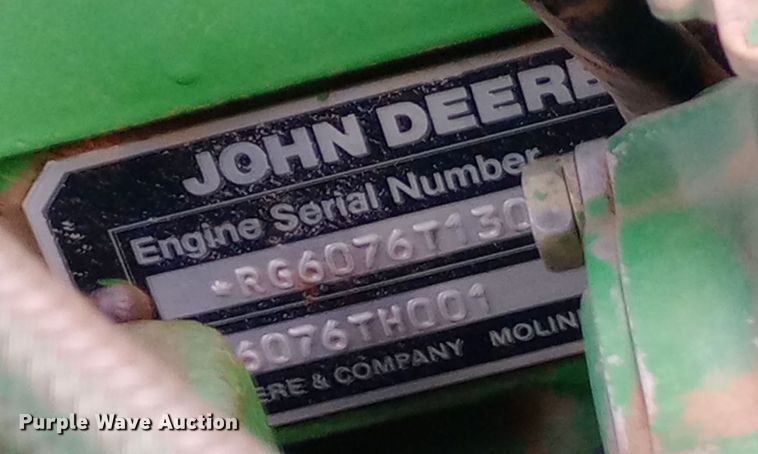 JOHN DEERE
Engine Serial Number
*RG6076T130
6076TH001
ERE & COMPANY MOLIN
Purple Wave Auction